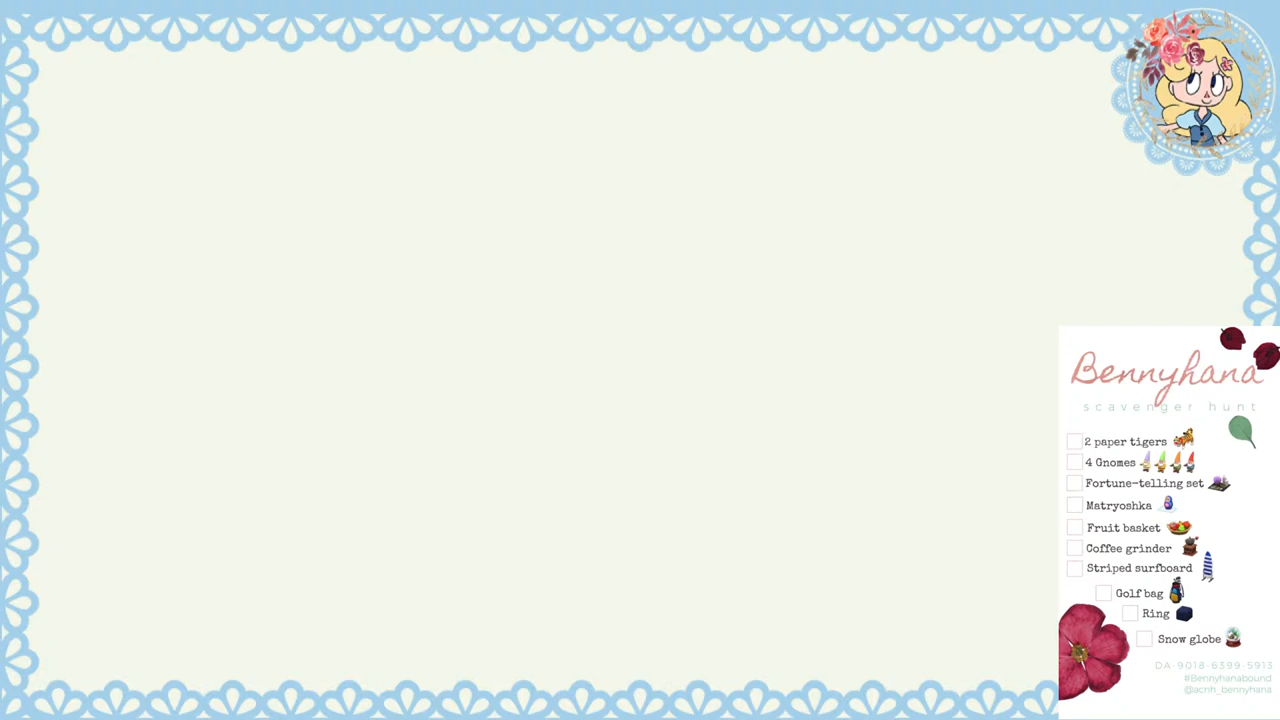 Bennyhana
scavenger hunt
2 paper tigers
4 Gnomes
Fortune-telling set
Matryoshka
Fruit basket
Coffee grinder
Striped surfboard
Golf bag
Ring
Snow globe
DA-9018-6399-5913
#Bennyhanabound
@acnh_bennyhana